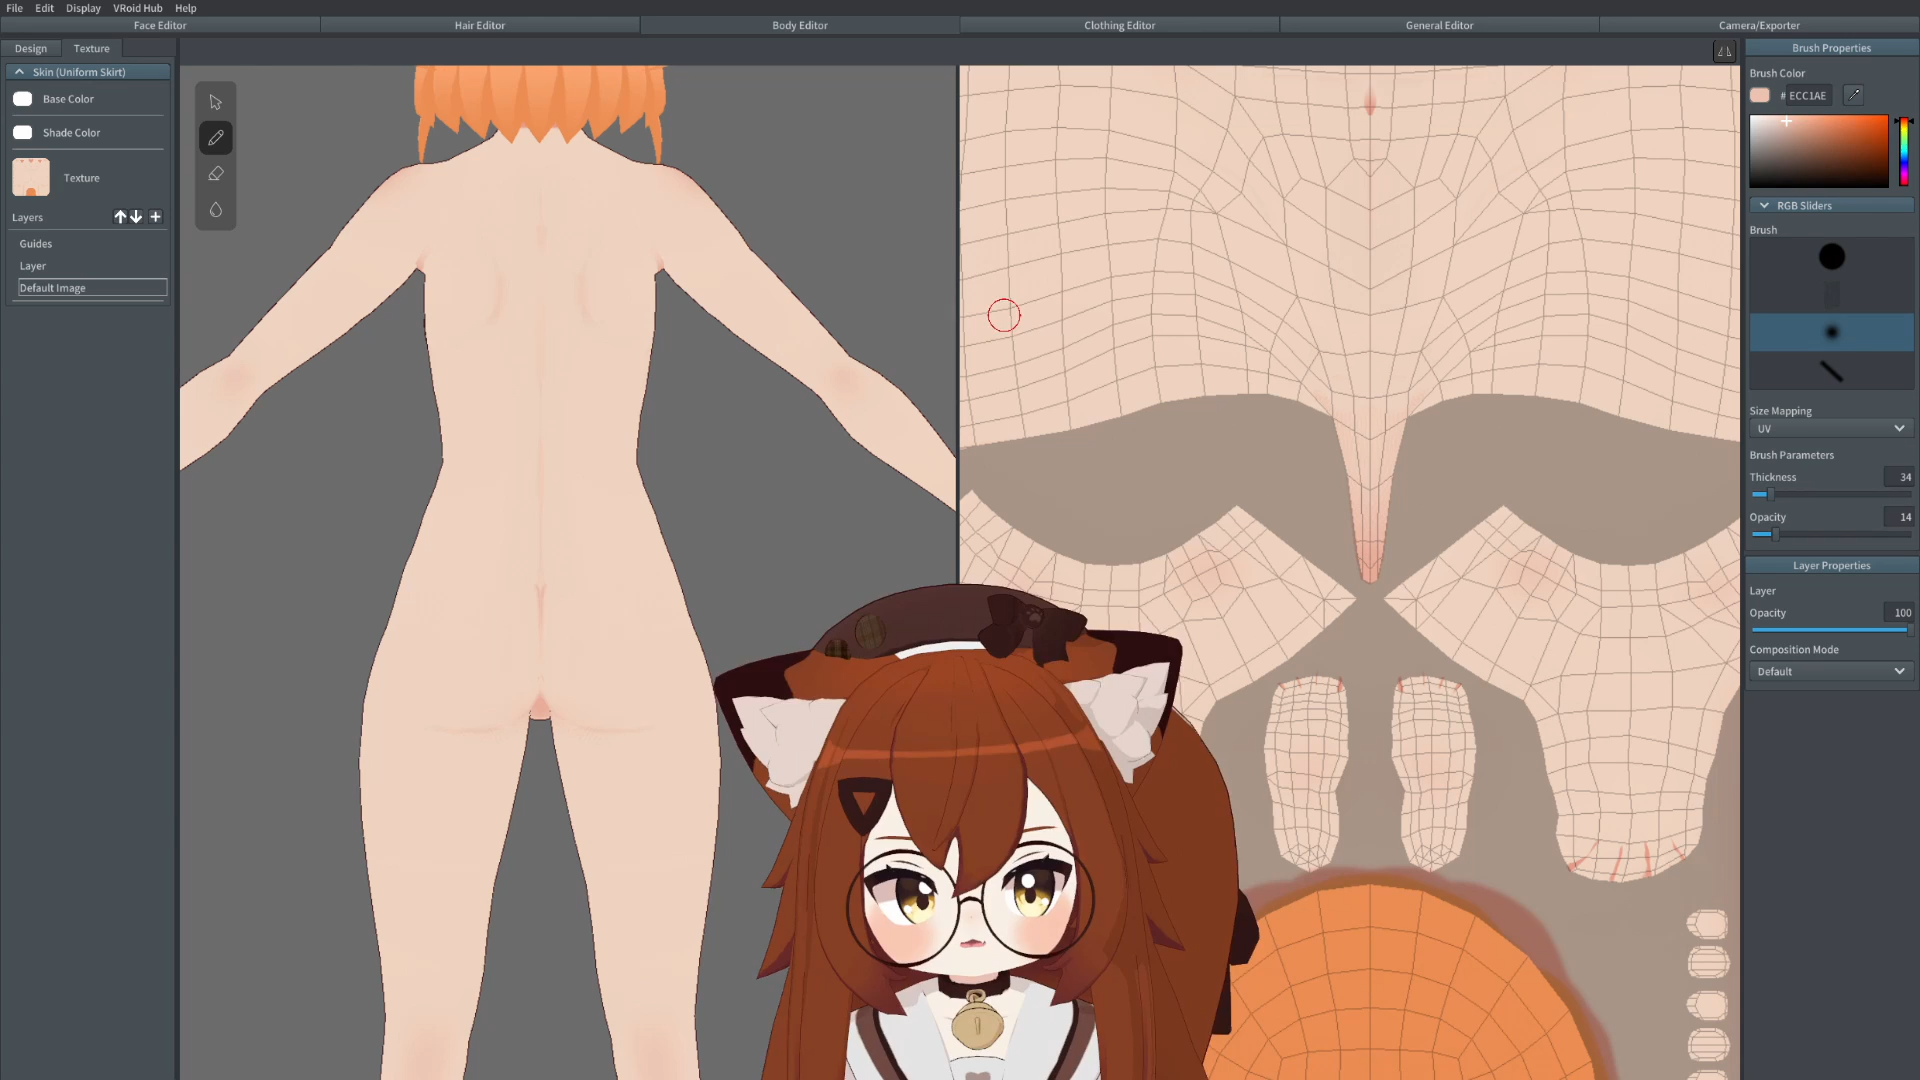 File Edit Display VRoid Hub Help
Face Editor Hair Editor Body Editor Clothing Editor General Editor Camera/Exporter
Design Texture
Skin (Uniform Skirt)
Base Color
Shade Color
Texture
Layers
Guides
Layer
Default Image
Brush Properties
Brush Color
# ECC1AE
RGB Sliders
Brush
Size Mapping
UV
Brush Parameters
Thickness 34
Opacity 14
Layer Properties
Layer
Opacity 100
Composition Mode
Default